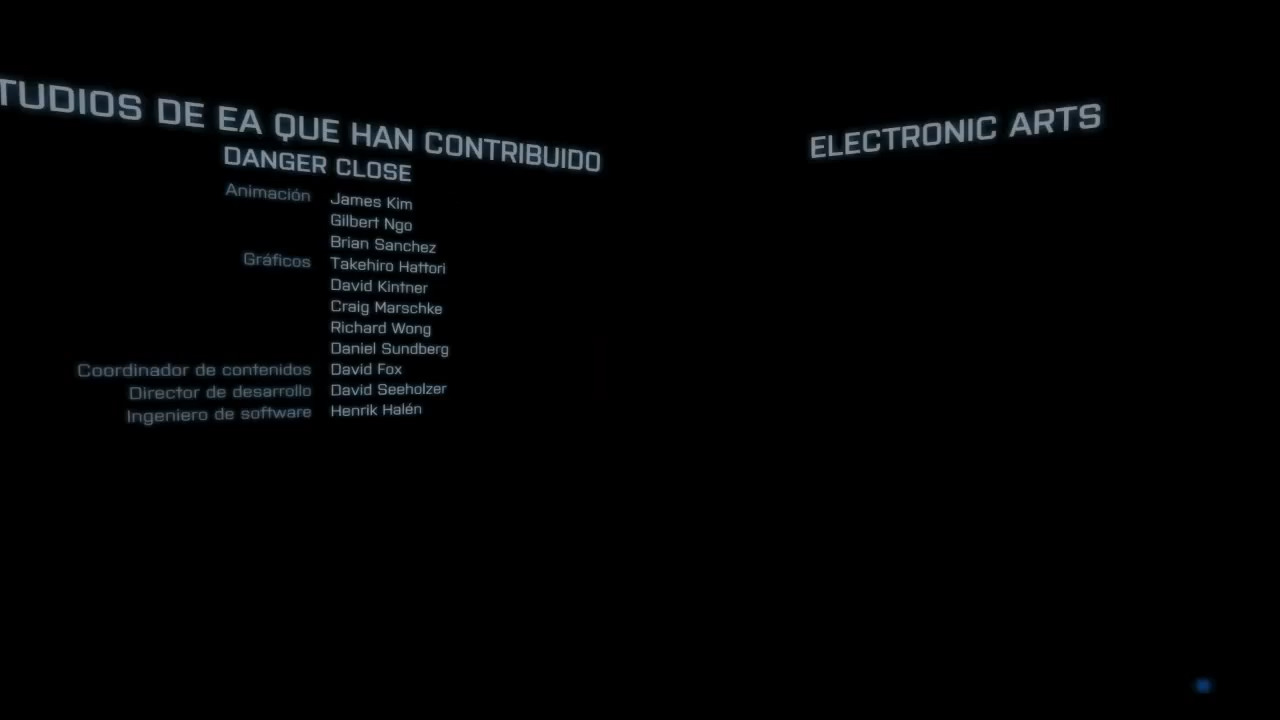 TUDIOS DE EA QUE HAN CONTRIBUIDO
DANGER CLOSE
Animación James Kim
Gilbert Ngo
Brian Sanchez
Gráficos Takehiro Hattori
David Kintner
Craig Marschke
Richard Wong
Daniel Sundberg
Coordinador de contenidos David Fox
Director de desarrollo David Seeholzer
Ingeniero de software Henrik Halén
ELECTRONIC ARTS